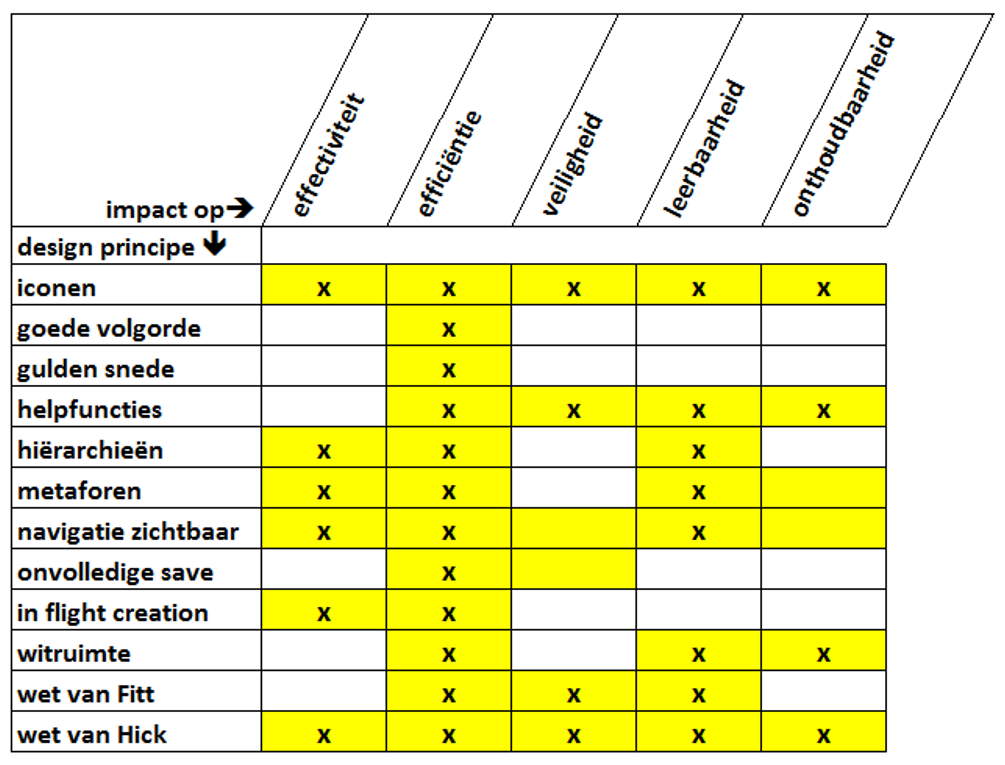 effectiviteit
efficiëntie
veiligheid
leerbaarheid
onthoudbaarheid
impact op➔
design principe 🡻
iconen x x x x x
goede volgorde x
gulden snede x
helpfuncties x x x x
hiërarchieën x x x
metaforen x x x
navigatie zichtbaar x x x
onvolledige save x
in flight creation x x
witruimte x x x
wet van Fitt x x x
wet van Hick x x x x x